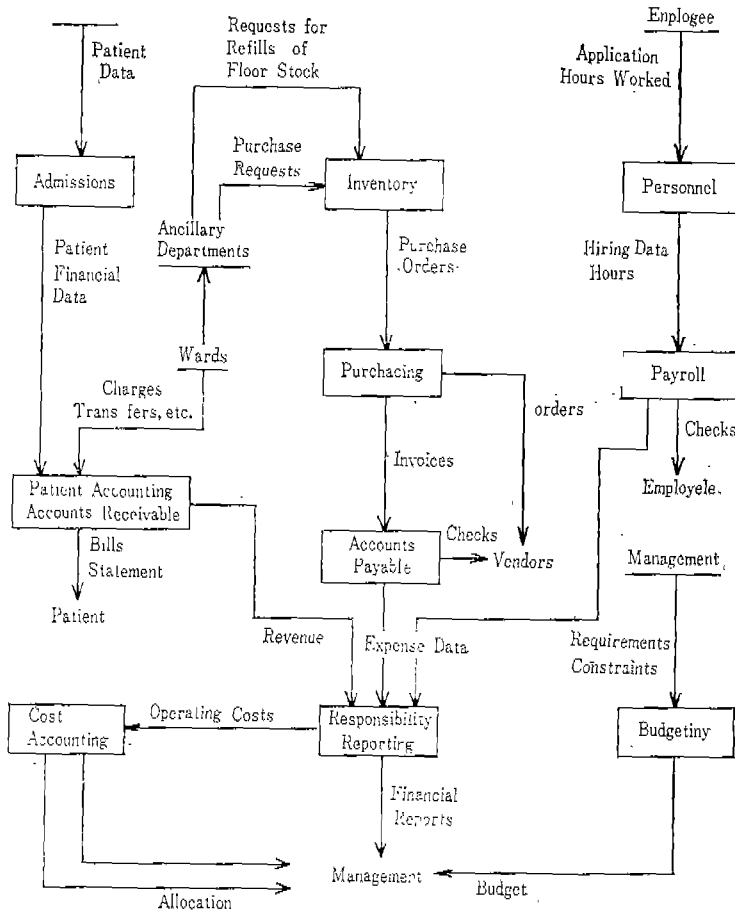 Patient
Data
Requests for
Refills of
Floor Stock
Enplogee
Application
Hours Worked
Purchase
Requests
Admissions
Inventory
Personnel
Ancillary
Departments
Patient
Financial
Data
Purchase
Orders
Hiring Data
Hours
Wards
Purchacing
Payroll
Charges
Trans fers, etc.
orders
Checks
Invoices
Patient Accounting
Accounts Receivable
Employele
Bills
Statement
Accounts
Payable
Checks
Vendors
Management
Patient
Revenue
Expense Data
Requirements
Constraints
Cost
Accounting
Operating Costs
Responsibility
Reporting
Budgetiny
Financial
Reports
Management
Budget
Allocation